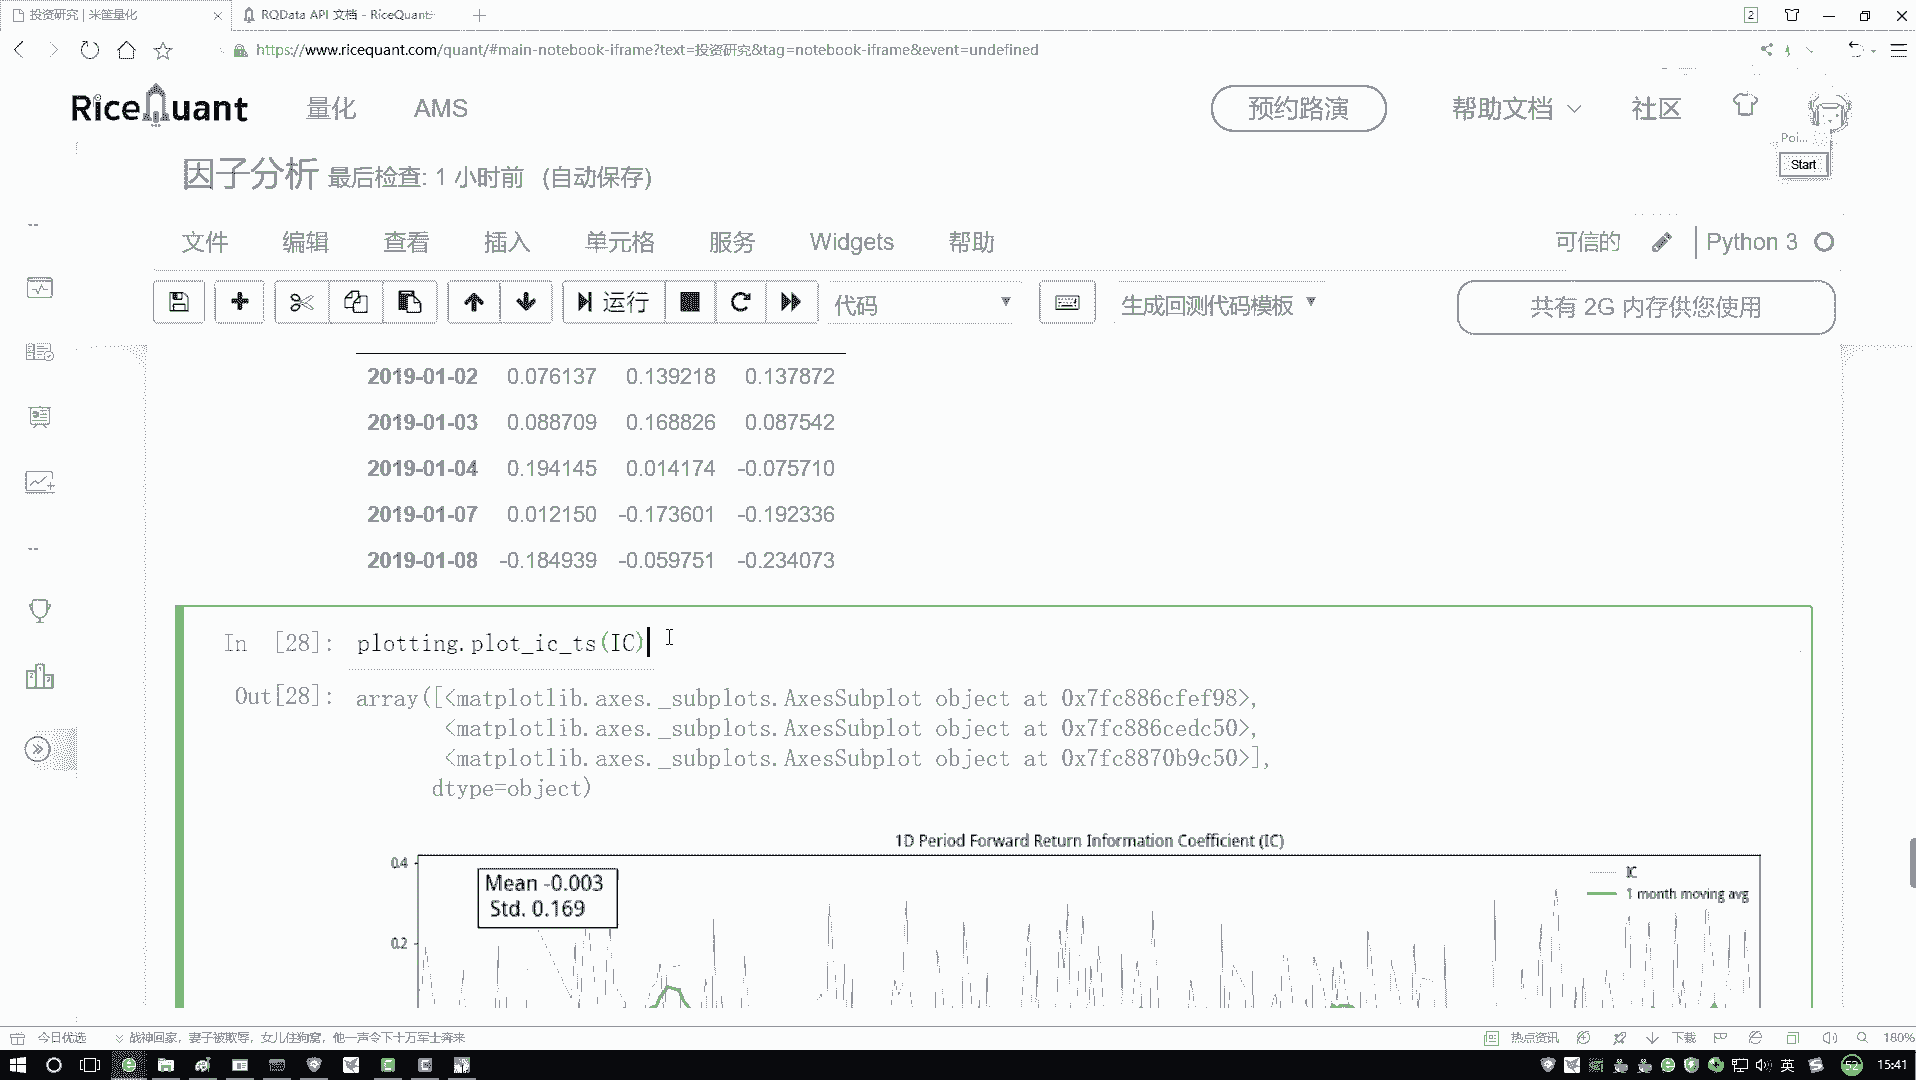 投资研究 | 米筐量化
RQData API 文档 - RiceQuant
2
https://www.ricequant.com/quant/#main-notebook-iframe?text=投资研究&tag=notebook-iframe&event=undefined
RiceQuant
量化
AMS
预约路演
帮助文档
社区
Poi...
Start
因子分析 最后检查: 1 小时前 (自动保存)
文件 编辑 查看 插入 单元格 服务 Widgets 帮助
可信的
Python 3
运行
代码
生成回测代码模板
共有 2G 内存供您使用
2019-01-02 0.076137 0.139218 0.137872
2019-01-03 0.088709 0.168826 0.087542
2019-01-04 0.194145 0.014174 -0.075710
2019-01-07 0.012150 -0.173601 -0.192336
2019-01-08 -0.184939 -0.059751 -0.234073
In [28]: plotting.plot_ic_ts(IC)
Out[28]: array([<matplotlib.axes._subplots.AxesSubplot object at 0x7fc886cfef98>,
<matplotlib.axes._subplots.AxesSubplot object at 0x7fc886cedc50>,
<matplotlib.axes._subplots.AxesSubplot object at 0x7fc8870b9c50>],
dtype=object)
1D Period Forward Return Information Coefficient (IC)
0.4
Mean -0.003
Std. 0.169
IC
1 month moving avg
0.2
今日优选
战神回家，妻子被欺辱，女儿住狗窝，他一声令下十万军士奔来
热点资讯
下载
180%
英
52
15:41